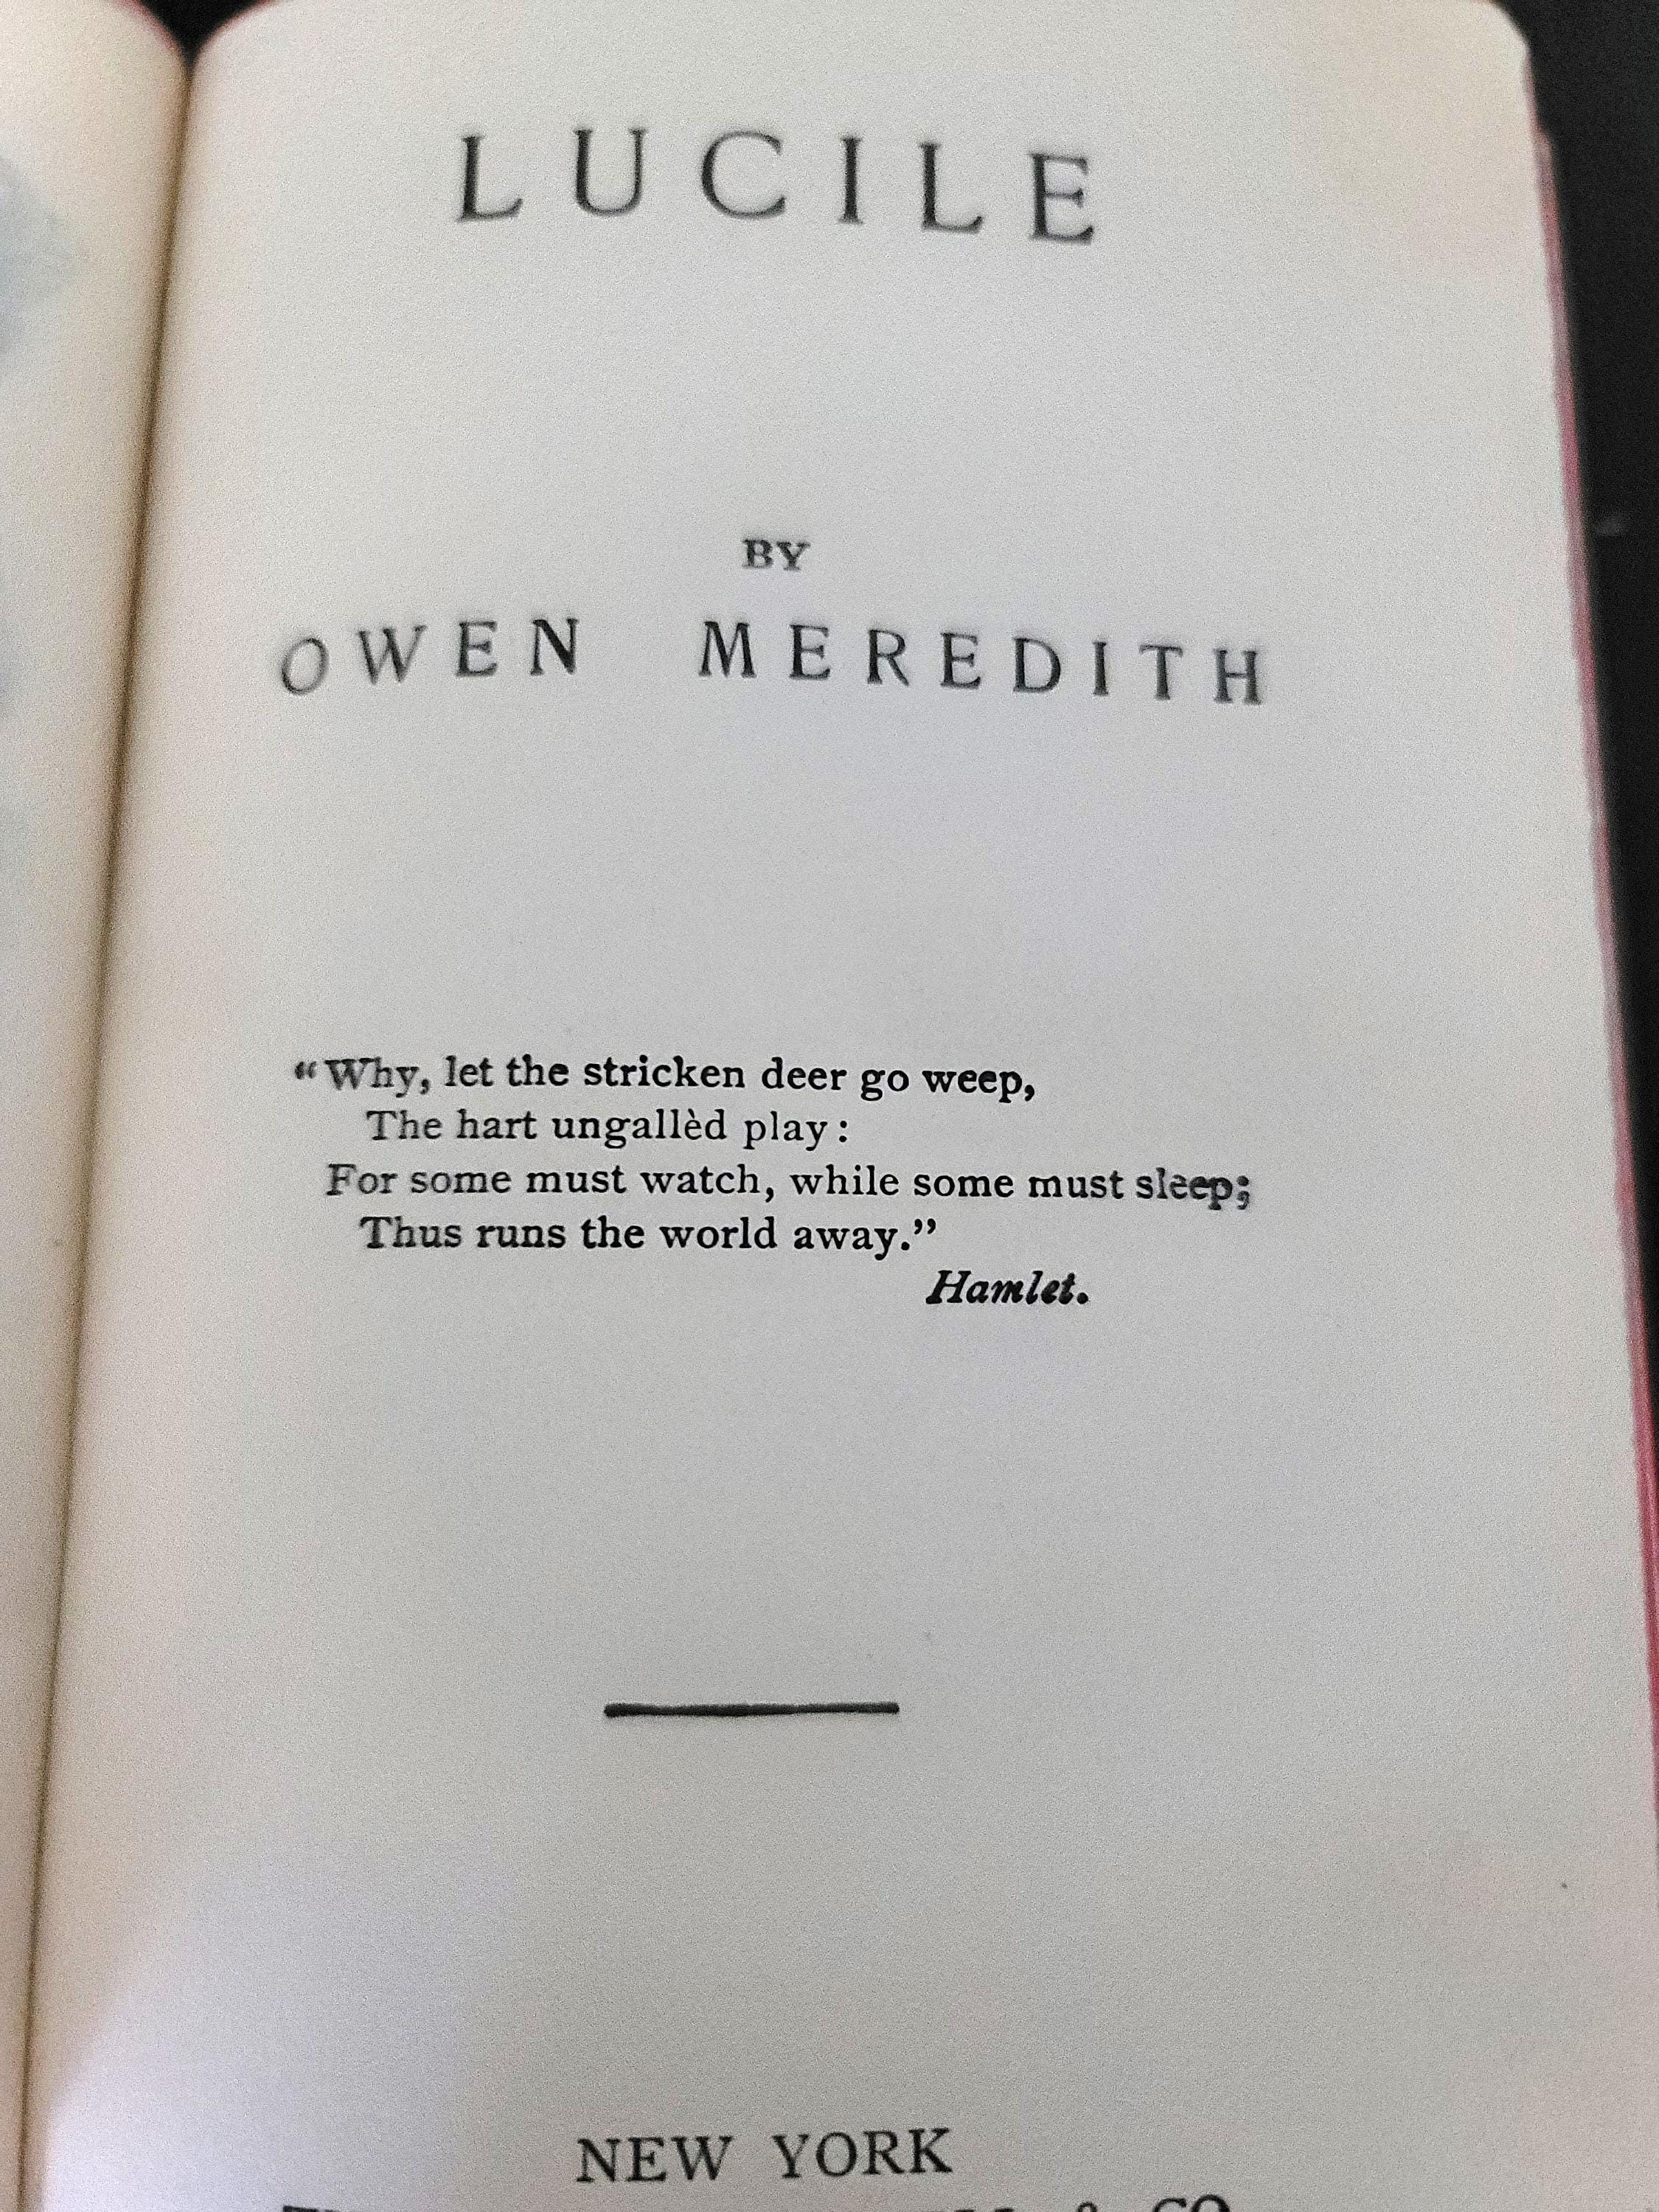 LUCILE
BY
OWEN MEREDITH
“Why, let the stricken deer go weep,
The hart ungallèd play:
For some must watch, while some must sleep;
Thus runs the world away.”
Hamlet.
NEW YORK
& CO